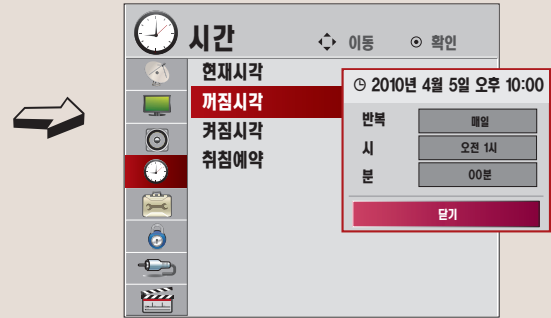 시간
이동 확인
현재시각
꺼짐시각
켜짐시각
취침예약
2010년 4월 5일 오후 10:00
반복 매일
시 오전 1시
분 00분
닫기